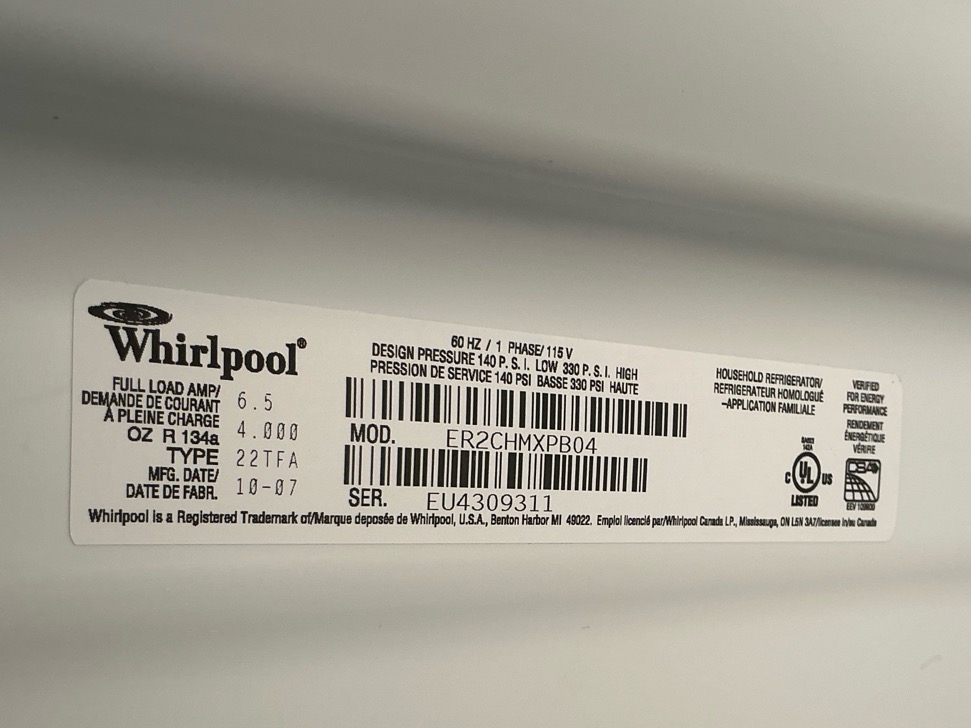 Whirlpool®
FULL LOAD AMP/
DEMANDE DE COURANT
À PLEINE CHARGE
6.5
OZ R 134a
4.000
TYPE
22TFA
MFG. DATE/
DATE DE FABR.
10-07
60 HZ / 1 PHASE/ 115 V
DESIGN PRESSURE 140 P. S. I. LOW 330 P. S. I. HIGH
PRESSION DE SERVICE 140 PSI BASSE 330 PSI HAUTE
MOD. ER2CHMXPB04
SER. EU4309311
HOUSEHOLD REFRIGERATOR/
REFRIGERATEUR HOMOLOGUÉ
-APPLICATION FAMILIALE
VERIFIED
FOR ENERGY
PERFORMANCE
RENDEMENT
ÉNERGÉTIQUE
VÉRIFIÉ
C UL US
LISTED
CSA
Whirlpool is a Registered Trademark of/Marque deposée de Whirlpool, U.S.A., Benton Harbor MI 49022. Emploi licencié par/Whirlpool Canada LP., Mississauga, ON L5N 3A7/licensee in/au Canada